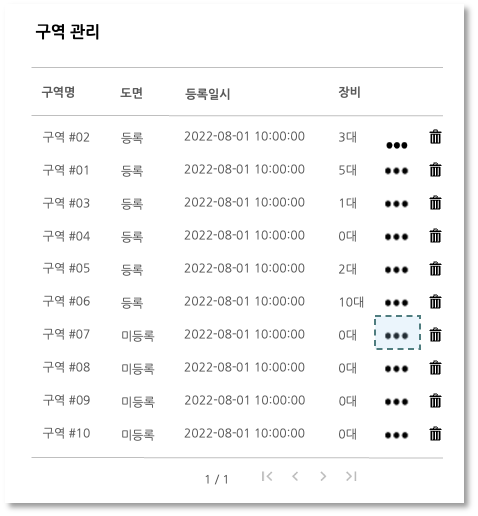 구역 관리
구역명 도면 등록일시 장비
구역 #02 등록 2022-08-01 10:00:00 3대
구역 #01 등록 2022-08-01 10:00:00 5대
구역 #03 등록 2022-08-01 10:00:00 1대
구역 #04 등록 2022-08-01 10:00:00 0대
구역 #05 등록 2022-08-01 10:00:00 2대
구역 #06 등록 2022-08-01 10:00:00 10대
구역 #07 미등록 2022-08-01 10:00:00 0대
구역 #08 미등록 2022-08-01 10:00:00 0대
구역 #09 미등록 2022-08-01 10:00:00 0대
구역 #10 미등록 2022-08-01 10:00:00 0대
1 / 1